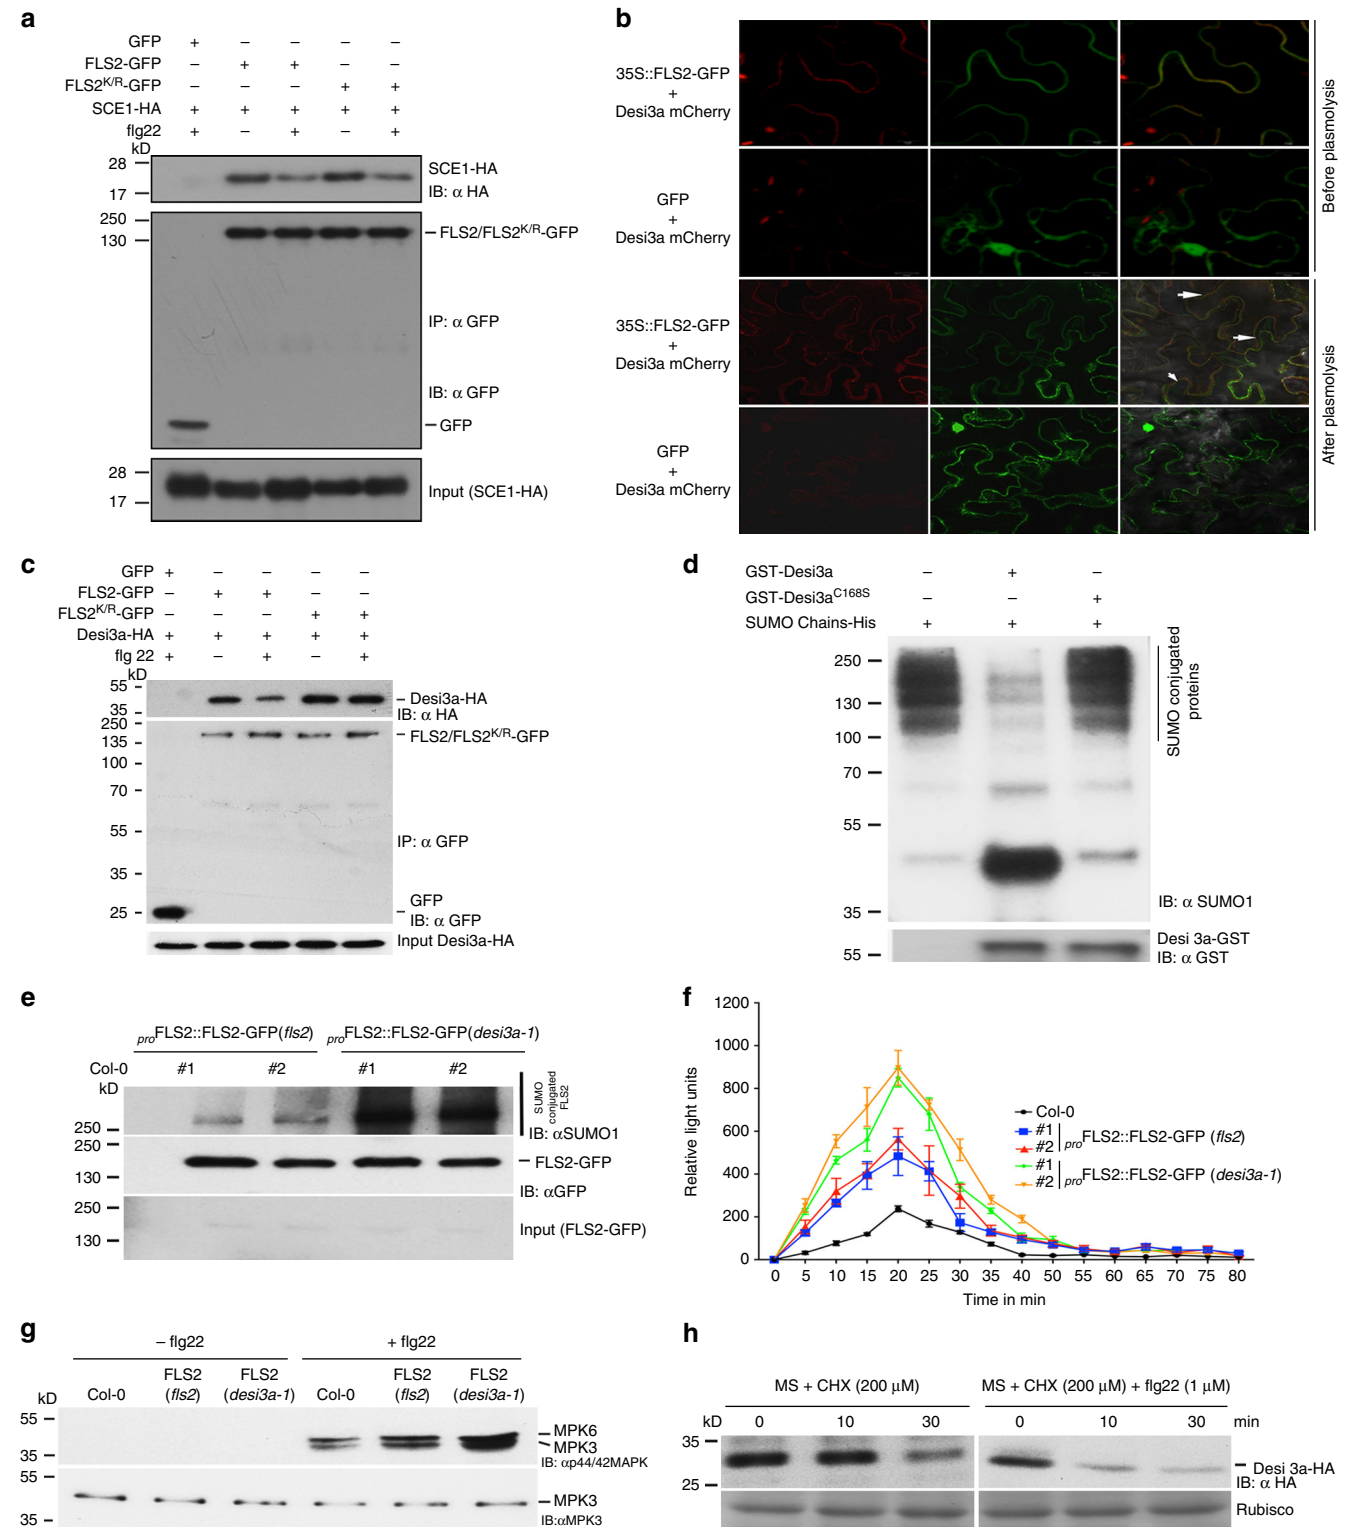 a
GFP + – – – –
FLS2-GFP – + + – –
FLS2K/R-GFP – – – + +
SCE1-HA + + + + +
flg22 + – + – +
kD
28
17
SCE1-HA
IB: α HA
250
130
FLS2/FLS2K/R-GFP
IP: α GFP
IB: α GFP
GFP
28
17
Input (SCE1-HA)
b
35S::FLS2-GFP
+
Desi3a mCherry
GFP
+
Desi3a mCherry
Before plasmolysis
35S::FLS2-GFP
+
Desi3a mCherry
GFP
+
Desi3a mCherry
After plasmolysis
c
GFP + – – – –
FLS2-GFP – + + – –
FLS2K/R-GFP – – – + +
Desi3a-HA + + + + +
flg 22 + – + – +
kD
55
35
Desi3a-HA
IB: α HA
250
135
100
70
55
35
25
FLS2/FLS2K/R-GFP
IP: α GFP
GFP
IB: α GFP
Input Desi3a-HA
d
GST-Desi3a – + –
GST-Desi3aC168S – – +
SUMO Chains-His + + +
250
130
100
70
55
35
SUMO conjugated
proteins
IB: α SUMO1
55
Desi 3a-GST
IB: α GST
e
proFLS2::FLS2-GFP(fls2) proFLS2::FLS2-GFP(desi3a-1)
Col-0 #1 #2 #1 #2
kD
250
SUMO
conjugated
FLS2
IB: αSUMO1
250
130
FLS2-GFP
IB: αGFP
250
130
Input (FLS2-GFP)
f
Relative light units
1200
1000
800
600
400
200
0
0 5 10 15 20 25 30 35 40 50 55 60 65 70 75 80
Time in min
Col-0
#1
#2 proFLS2::FLS2-GFP (fls2)
#1
#2 proFLS2::FLS2-GFP (desi3a-1)
g
– flg22 + flg22
Col-0 FLS2 (fls2) FLS2 (desi3a-1) Col-0 FLS2 (fls2) FLS2 (desi3a-1)
kD
55
35
MPK6
MPK3
IB: αp44/42MAPK
55
35
MPK3
IB:αMPK3
h
MS + CHX (200 μM) MS + CHX (200 μM) + flg22 (1 μM)
kD 0 10 30 0 10 30 min
35
25
Desi 3a-HA
IB: α HA
Rubisco